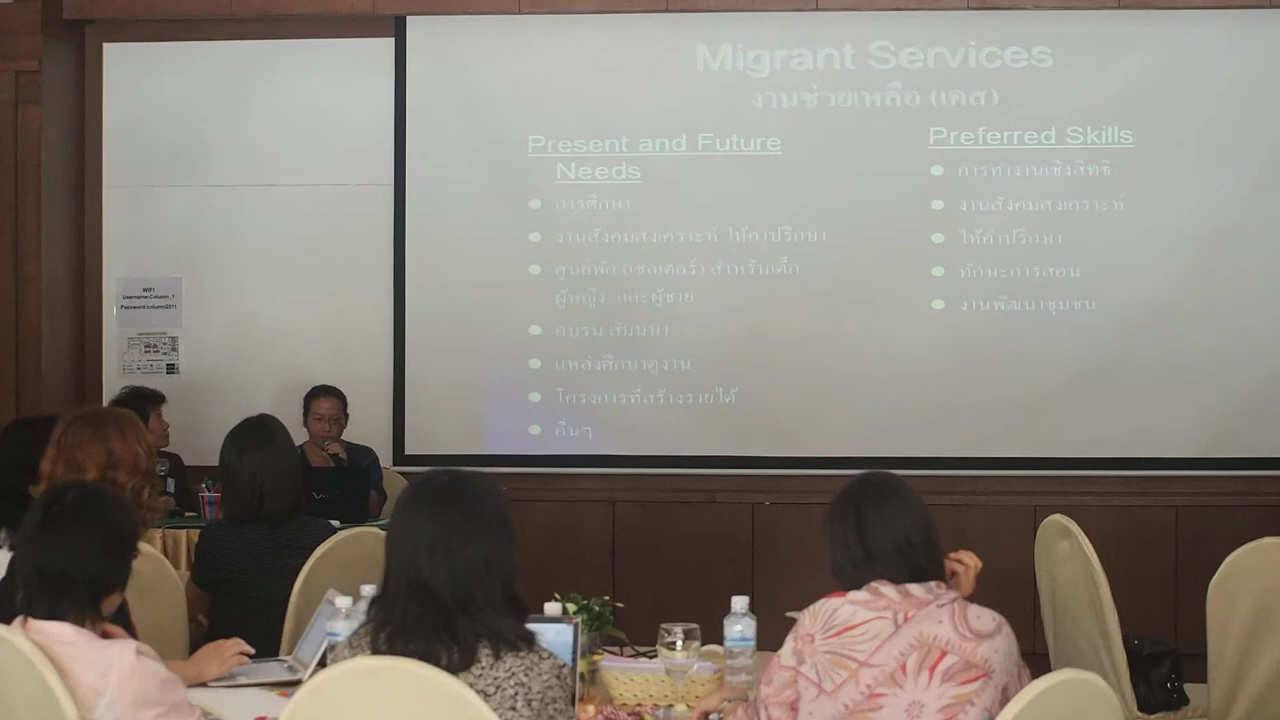 Migrant Services
งานช่วยเหลือ (เคส)
Present and Future
Needs
การศึกษา
งานสังคมสงเคราะห์ ให้คำปรึกษา
ศูนย์พัก (เชลเตอร์) สำหรับเด็ก
ผู้หญิง และผู้ชาย
อบรม สัมมนา
แหล่งศึกษาดูงาน
โครงการที่สร้างรายได้
อื่นๆ
Preferred Skills
การทำงานเชิงสิทธิ
งานสังคมสงเคราะห์
ให้คำปรึกษา
ทักษะการสอน
งานพัฒนาชุมชน
WIFI
Username:Column_1
Password:column2011